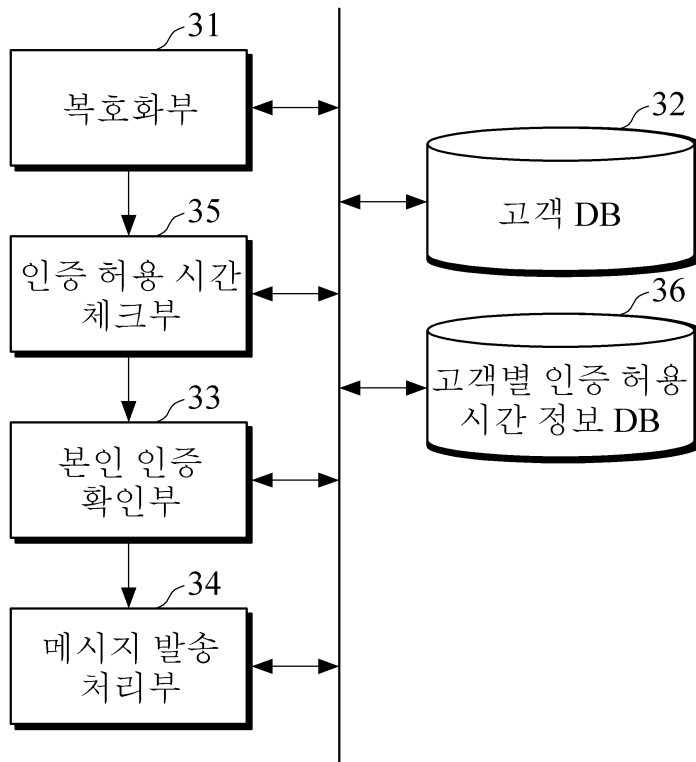 31
복호화부
32
고객 DB
35
인증 허용 시간
체크부
36
고객별 인증 허용
시간 정보 DB
33
본인 인증
확인부
34
메시지 발송
처리부